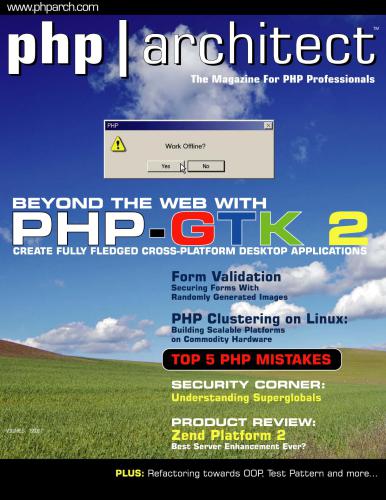 www.phparch.com
php|architect™
The Magazine For PHP Professionals
PHP
Work Offline?
Yes No
BEYOND THE WEB WITH
PHP-GTK 2
CREATE FULLY FLEDGED CROSS-PLATFORM DESKTOP APPLICATIONS
Form Validation
Securing Forms With
Randomly Generated Images
PHP Clustering on Linux:
Building Scalable Platforms
on Commodity Hardware
TOP 5 PHP MISTAKES
SECURITY CORNER:
Understanding Superglobals
PRODUCT REVIEW:
Zend Platform 2
Best Server Enhancement Ever?
PLUS: Refactoring towards OOP, Test Pattern and more...